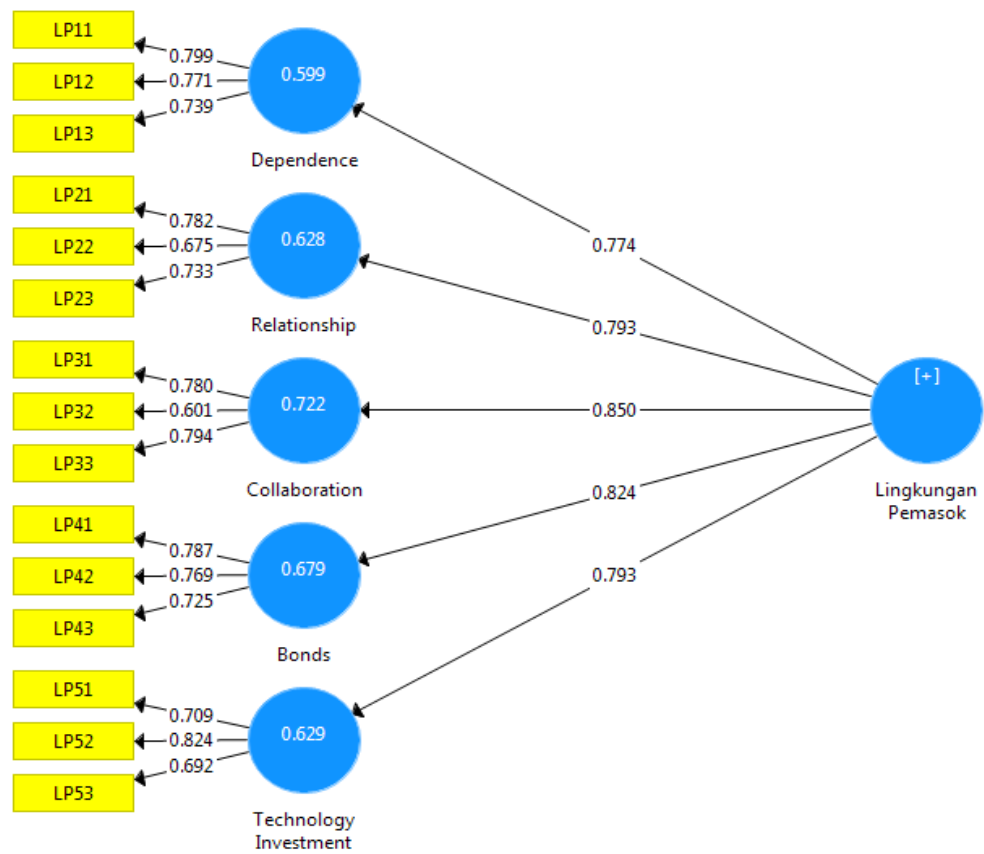 LP11
0.799
LP12
0.771
LP13
0.739
0.599
Dependence
0.774
LP21
0.782
LP22
0.675
LP23
0.733
0.628
Relationship
0.793
LP31
0.780
LP32
0.601
LP33
0.794
0.722
Collaboration
0.850
[+]
Lingkungan
Pemasok
LP41
0.787
LP42
0.769
LP43
0.725
0.679
Bonds
0.824
LP51
0.709
LP52
0.824
LP53
0.692
0.629
Technology
Investment
0.793